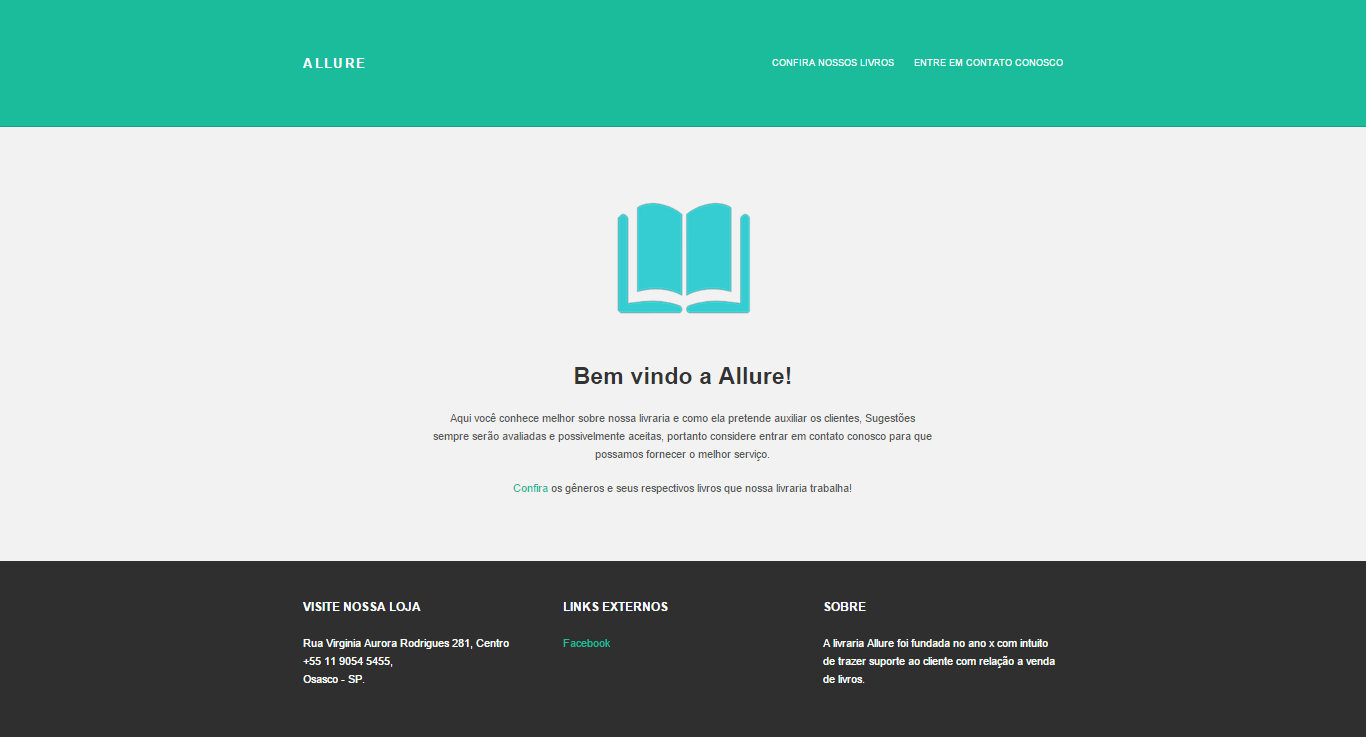 ALLURE
CONFIRA NOSSOS LIVROS
ENTRE EM CONTATO CONOSCO
Bem vindo a Allure!
Aqui você conhece melhor sobre nossa livraria e como ela pretende auxiliar os clientes, Sugestões
sempre serão avaliadas e possivelmente aceitas, portanto considere entrar em contato conosco para que
possamos fornecer o melhor serviço.
Confira os gêneros e seus respectivos livros que nossa livraria trabalha!
VISITE NOSSA LOJA
Rua Virginia Aurora Rodrigues 281, Centro
+55 11 9054 5455,
Osasco - SP.
LINKS EXTERNOS
Facebook
SOBRE
A livraria Allure foi fundada no ano x com intuito
de trazer suporte ao cliente com relação a venda
de livros.